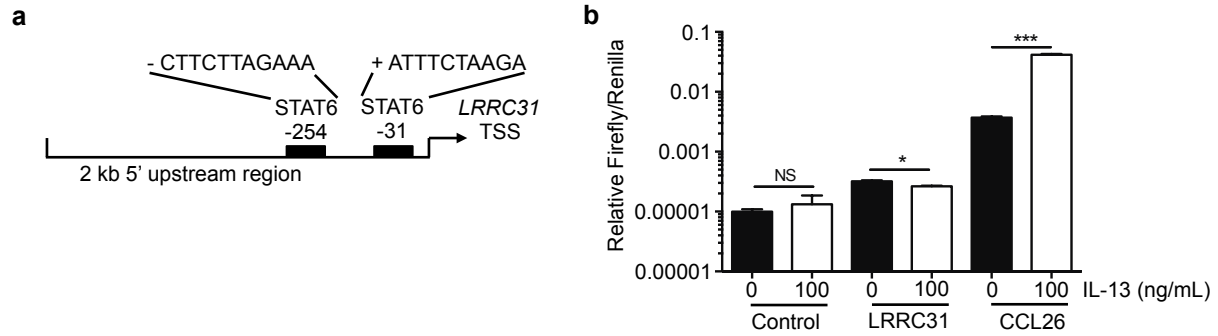 a
- CTTCTTAGAAA + ATTTCTAAGA
STAT6 STAT6 LRRC31
-254 -31 TSS
2 kb 5’ upstream region
b
Relative Firefly/Renilla
0.1
0.01
0.001
0.00001
0.00001
NS
*
***
0 100 0 100 0 100 IL-13 (ng/mL)
Control LRRC31 CCL26